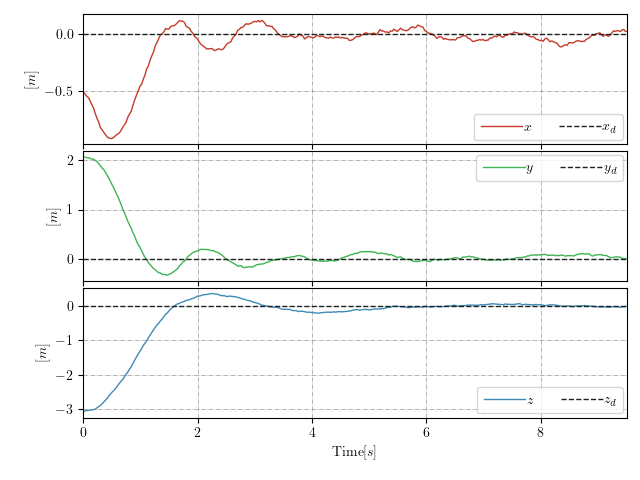 0.0
−0.5
[m]
x x_d
2
1
0
[m]
y y_d
0
−1
−2
−3
[m]
z z_d
0 2 4 6 8
Time[s]